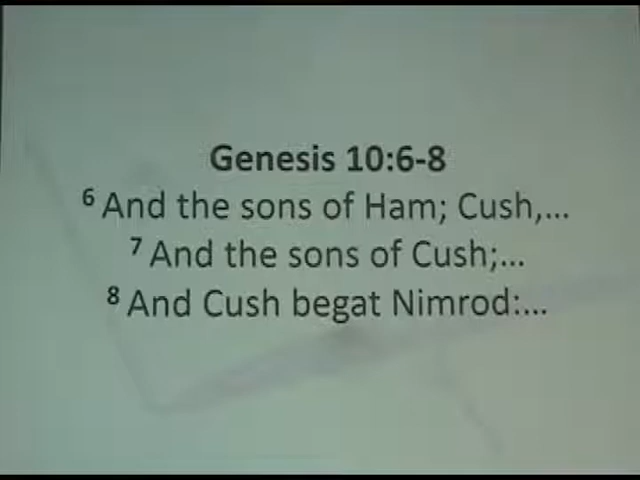 Genesis 10:6-8
6 And the sons of Ham; Cush,...
7 And the sons of Cush;...
8 And Cush begat Nimrod:...